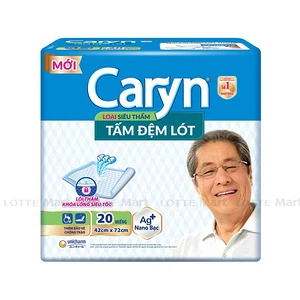 MỚI
Caryn®
LOẠI SIÊU THẤM
TẤM ĐỆM LÓT
LÕI THẤM
KHÓA LỎNG SIÊU TỐC
20 MIẾNG
42cm x 72cm
Ag+
Nano Bạc
unicharm
LOTTE Mart